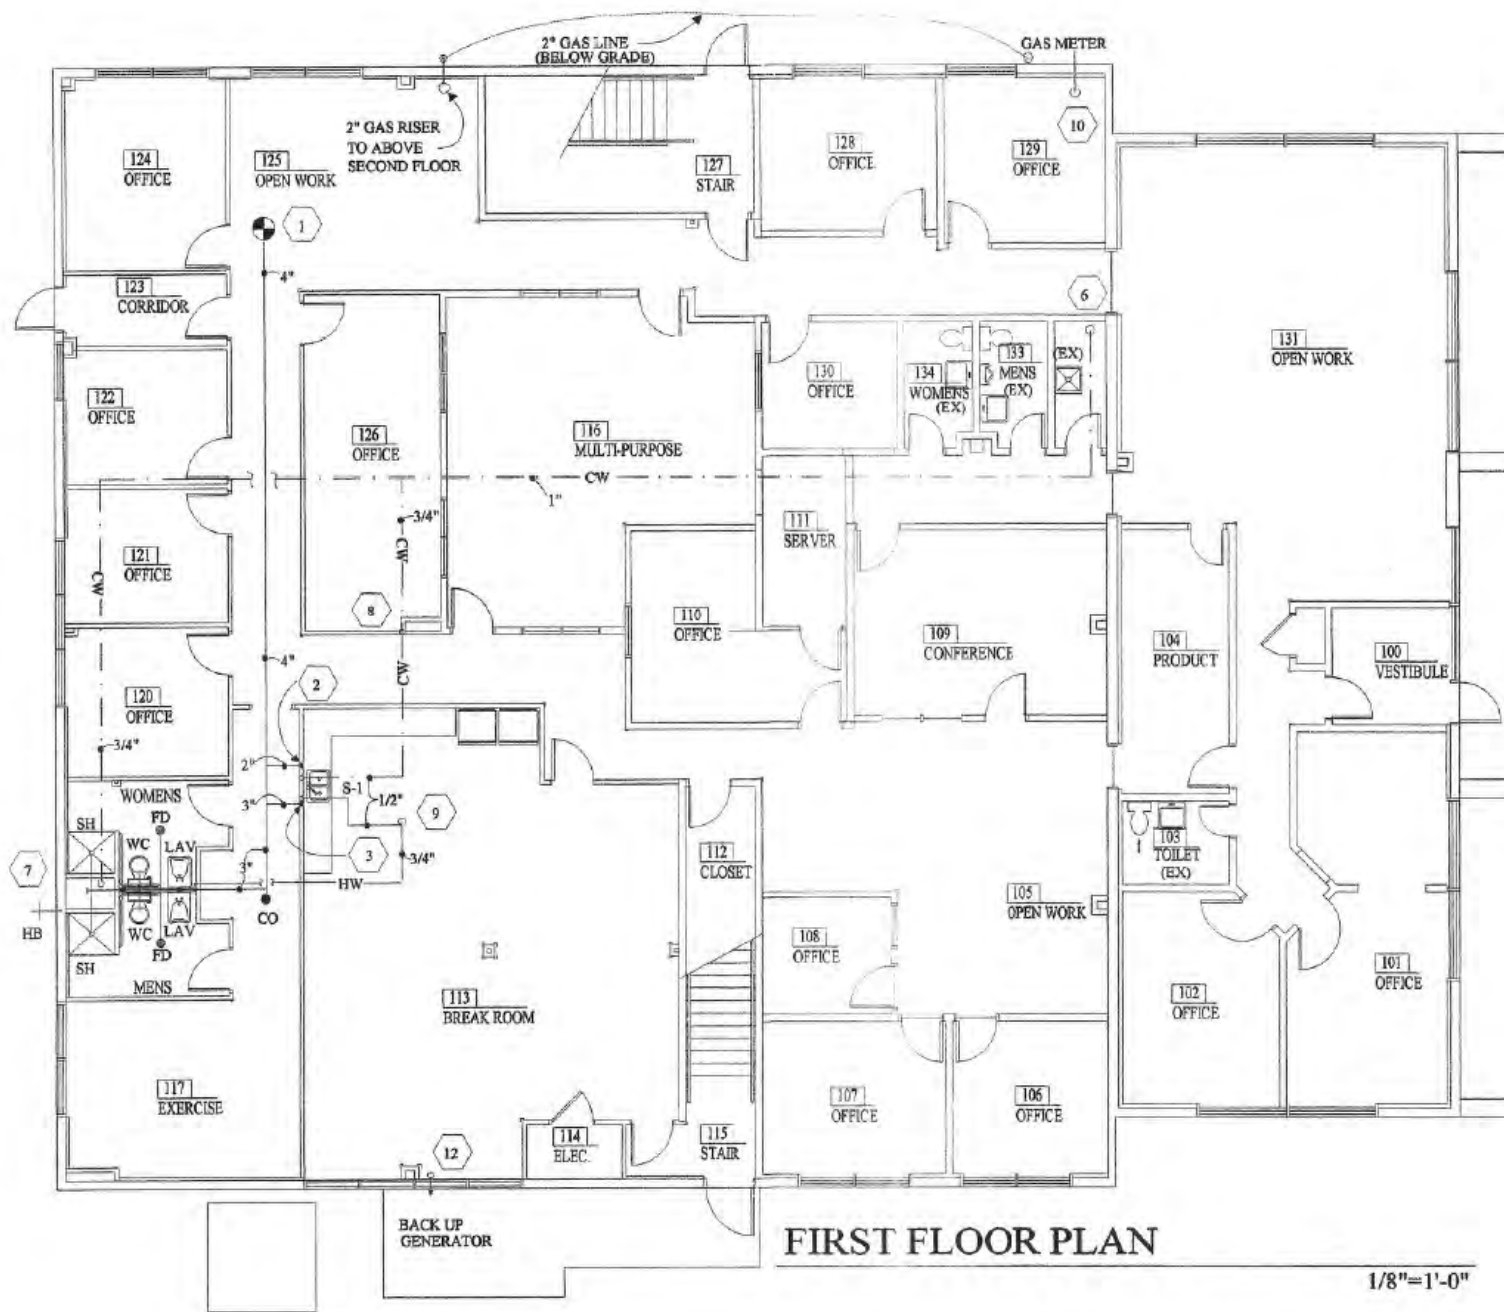 2" GAS LINE
(BELOW GRADE)
GAS METER
2" GAS RISER
TO ABOVE
SECOND FLOOR
10
124
OFFICE
125
OPEN WORK
127
STAIR
128
OFFICE
129
OFFICE
1
4"
123
CORRIDOR
6
131
OPEN WORK
122
OFFICE
126
OFFICE
116
MULTI-PURPOSE
130
OFFICE
134
WOMENS
(EX)
133
MENS
(EX)
(EX)
CW
1"
3/4"
CW
111
SERVER
121
OFFICE
CW
8
110
OFFICE
109
CONFERENCE
104
PRODUCT
100
VESTIBULE
4"
CW
2
120
OFFICE
3/4"
2"
S-1
1/2"
3"
9
WOMENS
FD
SH
WC
LAV
3
3/4"
112
CLOSET
103
TOILET
(EX)
7
3"
HW
CO
HB
WC
LAV
FD
SH
MENS
105
OPEN WORK
108
OFFICE
101
OFFICE
102
OFFICE
113
BREAK ROOM
117
EXERCISE
107
OFFICE
106
OFFICE
114
ELEC.
115
STAIR
12
BACK UP
GENERATOR
FIRST FLOOR PLAN
1/8"=1'-0"